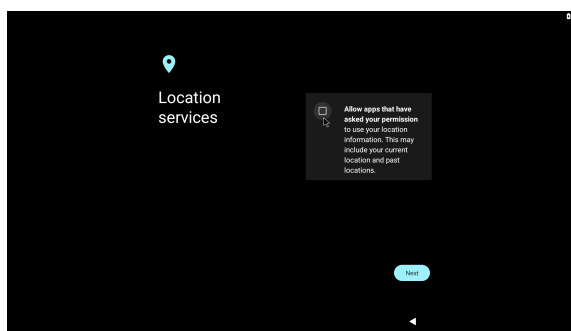 Location
services
Allow apps that have
asked your permission
to use your location
information. This may
include your current
location and past
locations.
Next